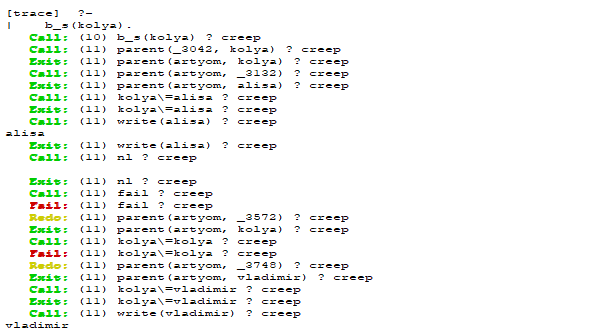 [trace]  ?-
|    b_s(kolya).
Call: (10) b_s(kolya) ? creep
Call: (11) parent(_3042, kolya) ? creep
Exit: (11) parent(artyom, kolya) ? creep
Call: (11) parent(artyom, _3132) ? creep
Exit: (11) parent(artyom, alisa) ? creep
Call: (11) kolya\=alisa ? creep
Exit: (11) kolya\=alisa ? creep
Call: (11) write(alisa) ? creep
alisa
Exit: (11) write(alisa) ? creep
Call: (11) nl ? creep
Exit: (11) nl ? creep
Call: (11) fail ? creep
Fail: (11) fail ? creep
Redo: (11) parent(artyom, _3572) ? creep
Exit: (11) parent(artyom, kolya) ? creep
Call: (11) kolya\=kolya ? creep
Fail: (11) kolya\=kolya ? creep
Redo: (11) parent(artyom, _3748) ? creep
Exit: (11) parent(artyom, vladimir) ? creep
Call: (11) kolya\=vladimir ? creep
Exit: (11) kolya\=vladimir ? creep
Call: (11) write(vladimir) ? creep
vladimir